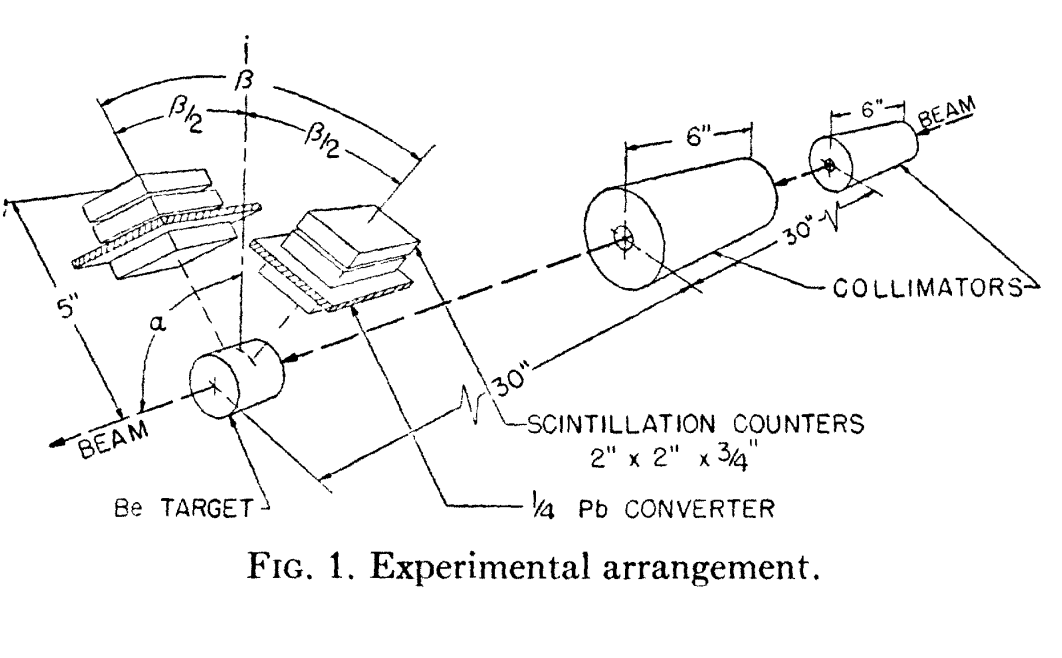 β
β/2
β/2
6"
6"
BEAM
30"
5"
α
COLLIMATORS
30"
BEAM
SCINTILLATION COUNTERS
2" x 2" x 3/4"
Be TARGET
1/4 Pb CONVERTER
FIG. 1. Experimental arrangement.